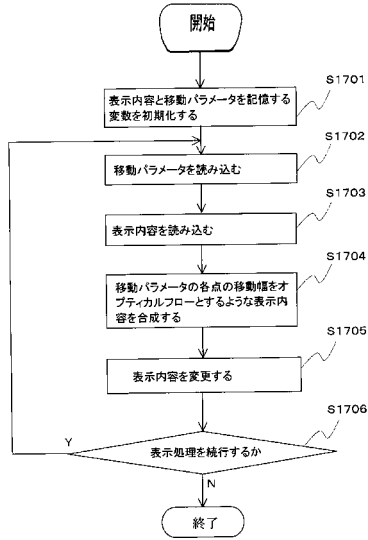 開始
S1701
表示内容と移動パラメータを記憶する
変数を初期化する
S1702
移動パラメータを読み込む
S1703
表示内容を読み込む
S1704
移動パラメータの各点の移動幅をオ
プティカルフローとするような表示内
容を合成する
S1705
表示内容を変更する
S1706
表示処理を続行するか
Y
N
終了